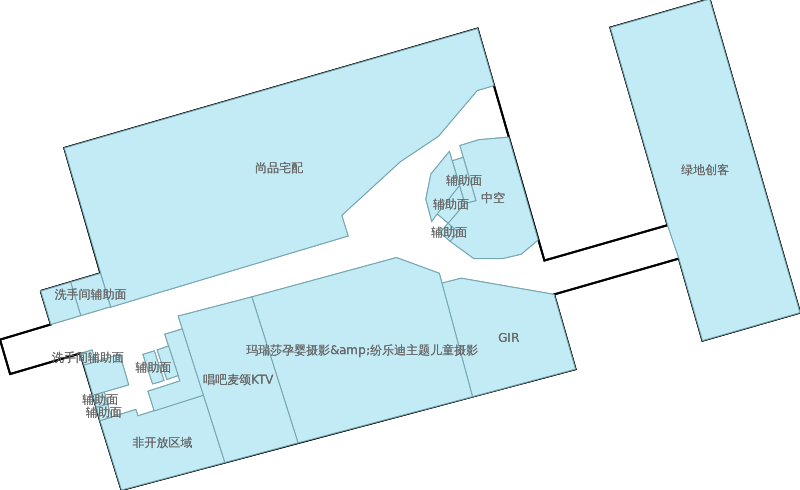 尚品宅配
绿地创客
辅助面
中空
辅助面
辅助面
洗手间辅助面
GIR
玛瑞莎孕婴摄影&amp;纷乐迪主题儿童摄影
洗手间辅助面
辅助面
唱吧麦颂KTV
辅助面
辅助面
非开放区域